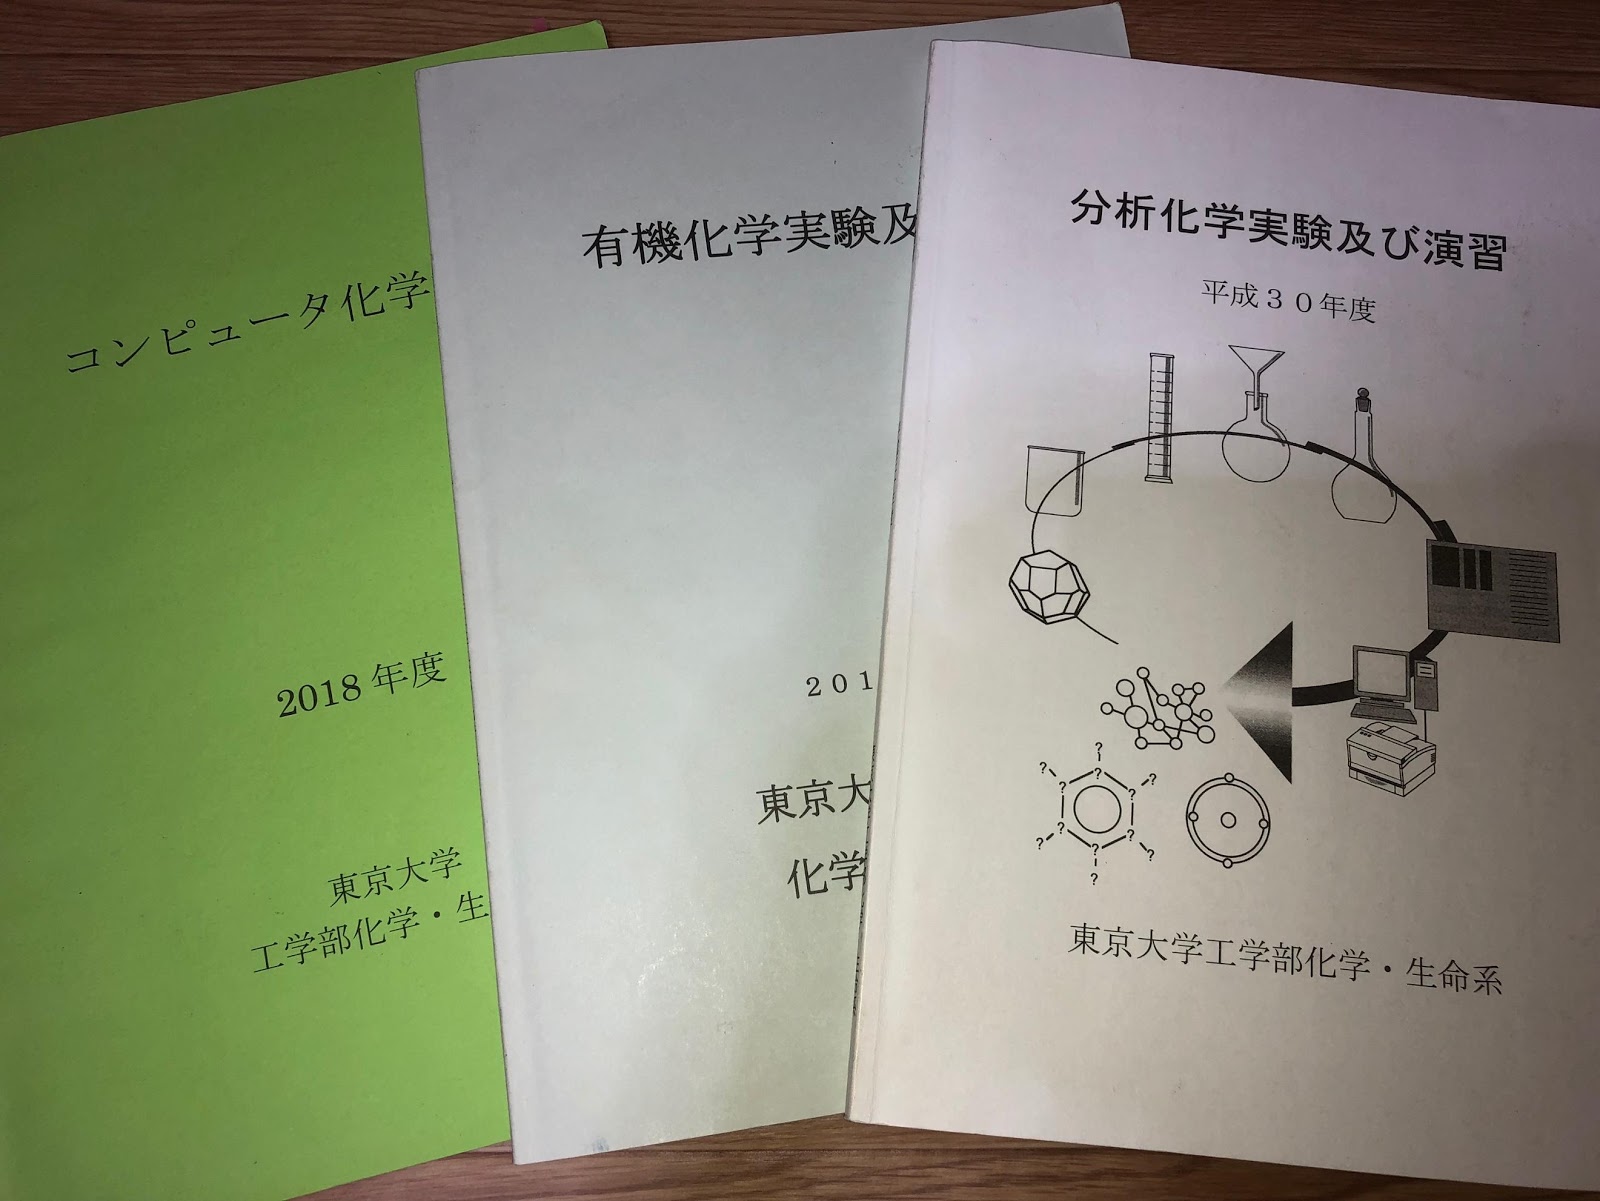 コンピュータ化学
2018 年度
東京大学
工学部化学・生
有機化学実験及
２０１
東京大
化学
分析化学実験及び演習
平成３０年度
?
?
?
?
?
?
?
?
?
?
?
?
東京大学工学部化学・生命系